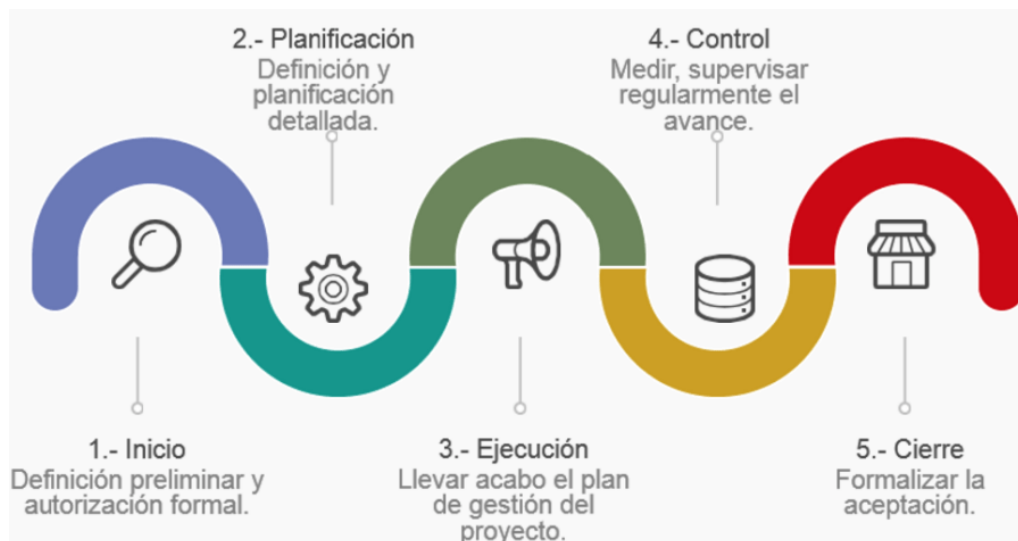 1.- Inicio
Definición preliminar y
autorización formal.
2.- Planificación
Definición y
planificación
detallada.
3.- Ejecución
Llevar acabo el plan
de gestión del
proyecto.
4.- Control
Medir, supervisar
regularmente el
avance.
5.- Cierre
Formalizar la
aceptación.